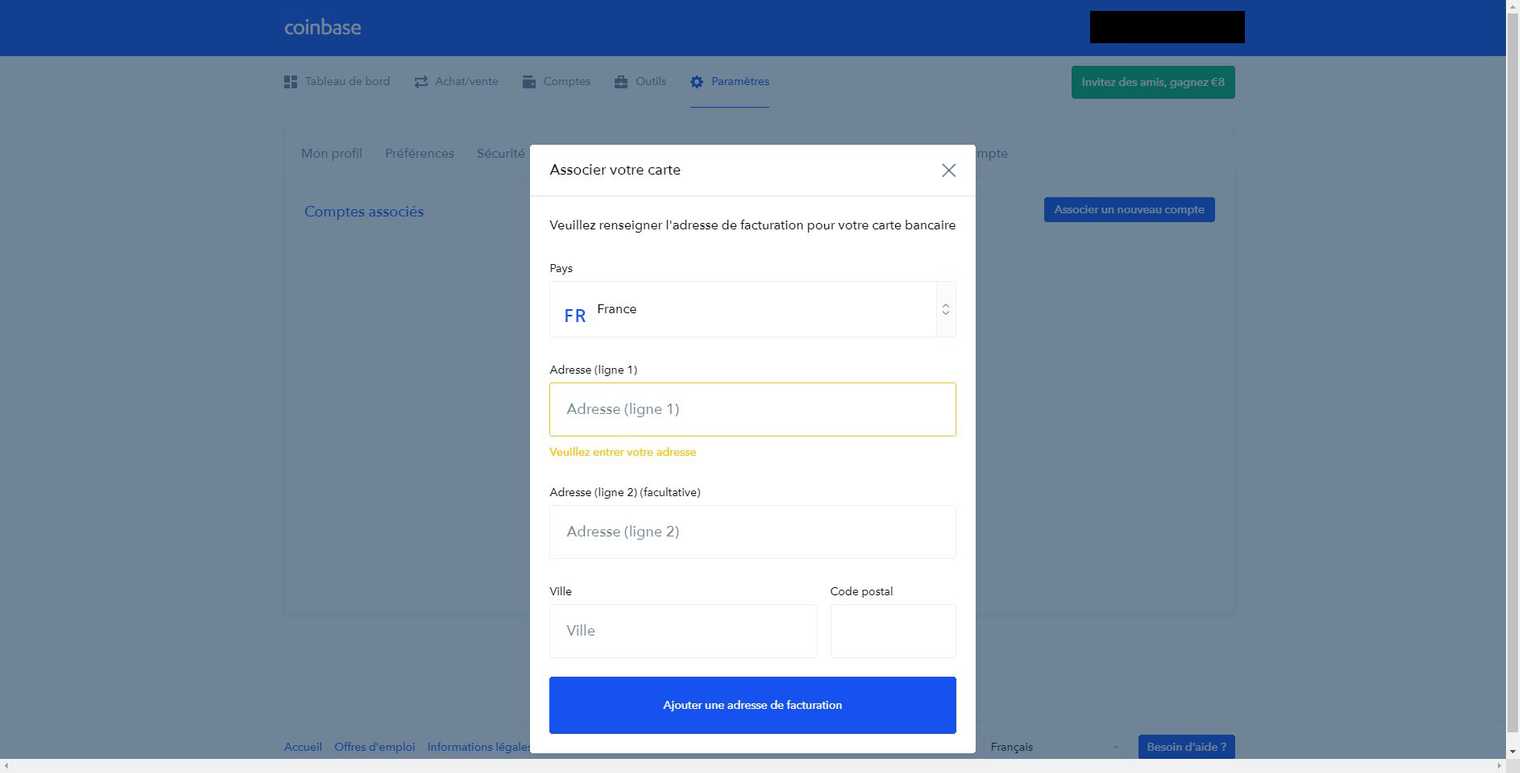 coinbase
Tableau de bord
Achat/vente
Comptes
Outils
Paramètres
Invitez des amis, gagnez €8
Mon profil
Préférences
Sécurité
Associer votre carte
Comptes associés
Associer un nouveau compte
Veuillez renseigner l'adresse de facturation pour votre carte bancaire
Pays
FR France
Adresse (ligne 1)
Adresse (ligne 1)
Veuillez entrer votre adresse
Adresse (ligne 2) (facultative)
Adresse (ligne 2)
Ville
Code postal
Ville
Ajouter une adresse de facturation
Accueil
Offres d'emploi
Informations légales
Français
Besoin d'aide ?